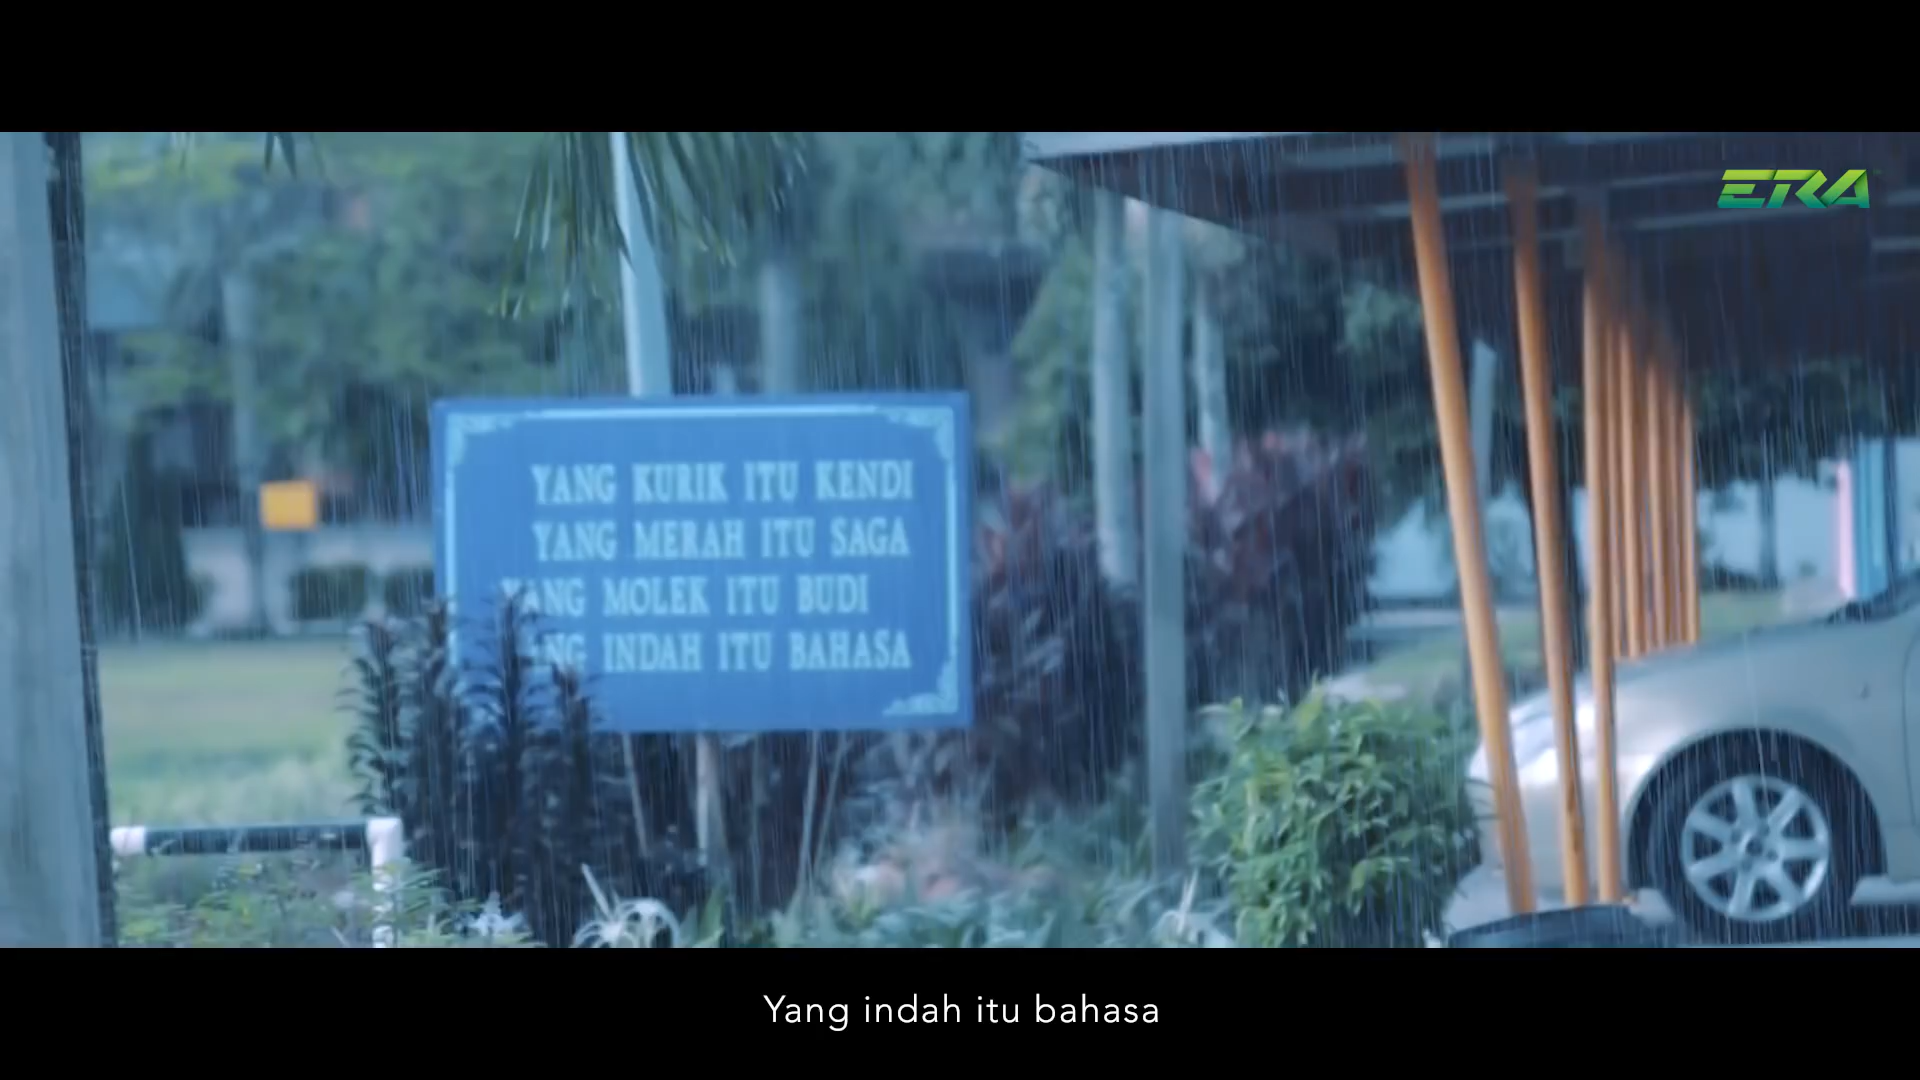 ERA
YANG KURIK ITU KENDI
YANG MERAH ITU SAGA
YANG MOLEK ITU BUDI
YANG INDAH ITU BAHASA
Yang indah itu bahasa